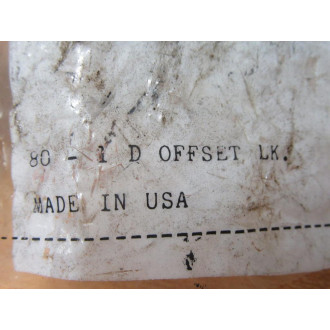 80 - 1 D OFFSET LK.
MADE IN USA